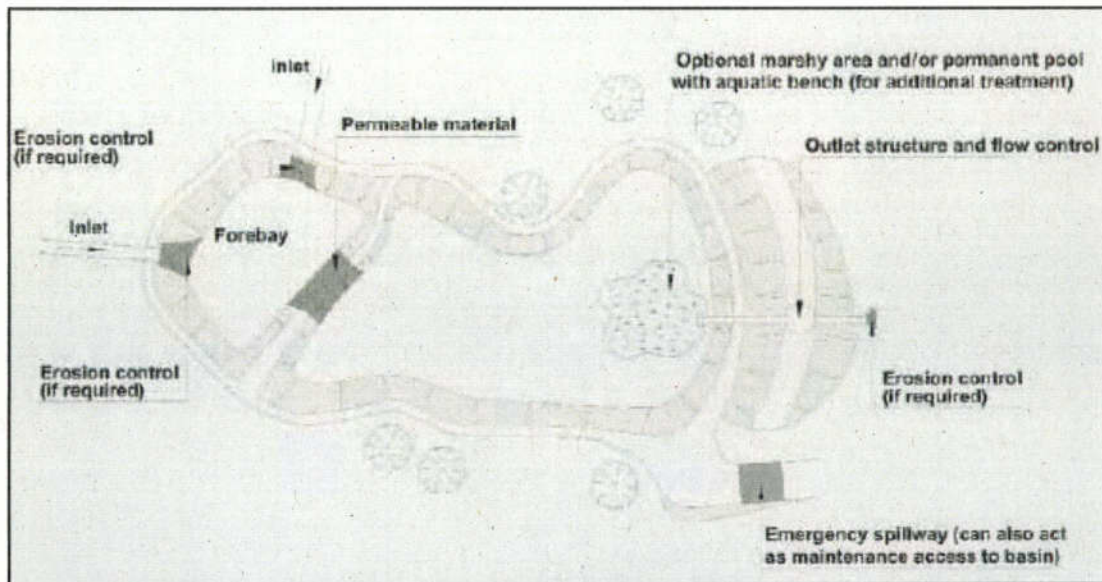 Inlet
Optional marshy area and/or permanent pool
with aquatic bench (for additional treatment)
Permeable material
Erosion control
(if required)
Outlet structure and flow control
Inlet
Forebay
Erosion control
(if required)
Erosion control
(if required)
Emergency spillway (can also act
as maintenance access to basin)